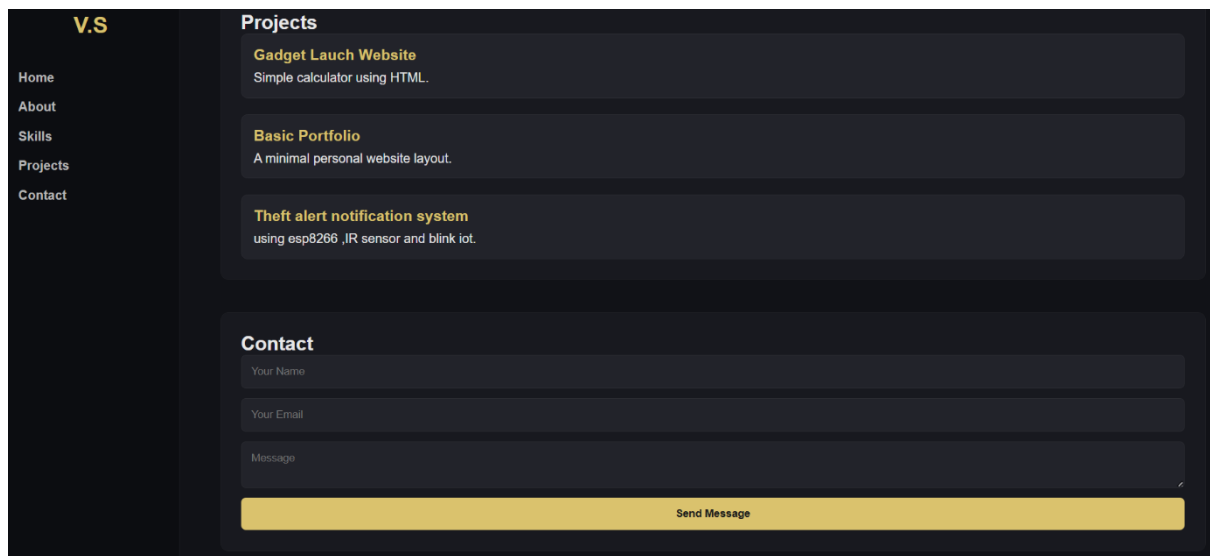 V.S
Home
About
Skills
Projects
Contact
Projects
Gadget Lauch Website
Simple calculator using HTML.
Basic Portfolio
A minimal personal website layout.
Theft alert notification system
using esp8266 ,IR sensor and blink iot.
Contact
Your Name
Your Email
Message
Send Message